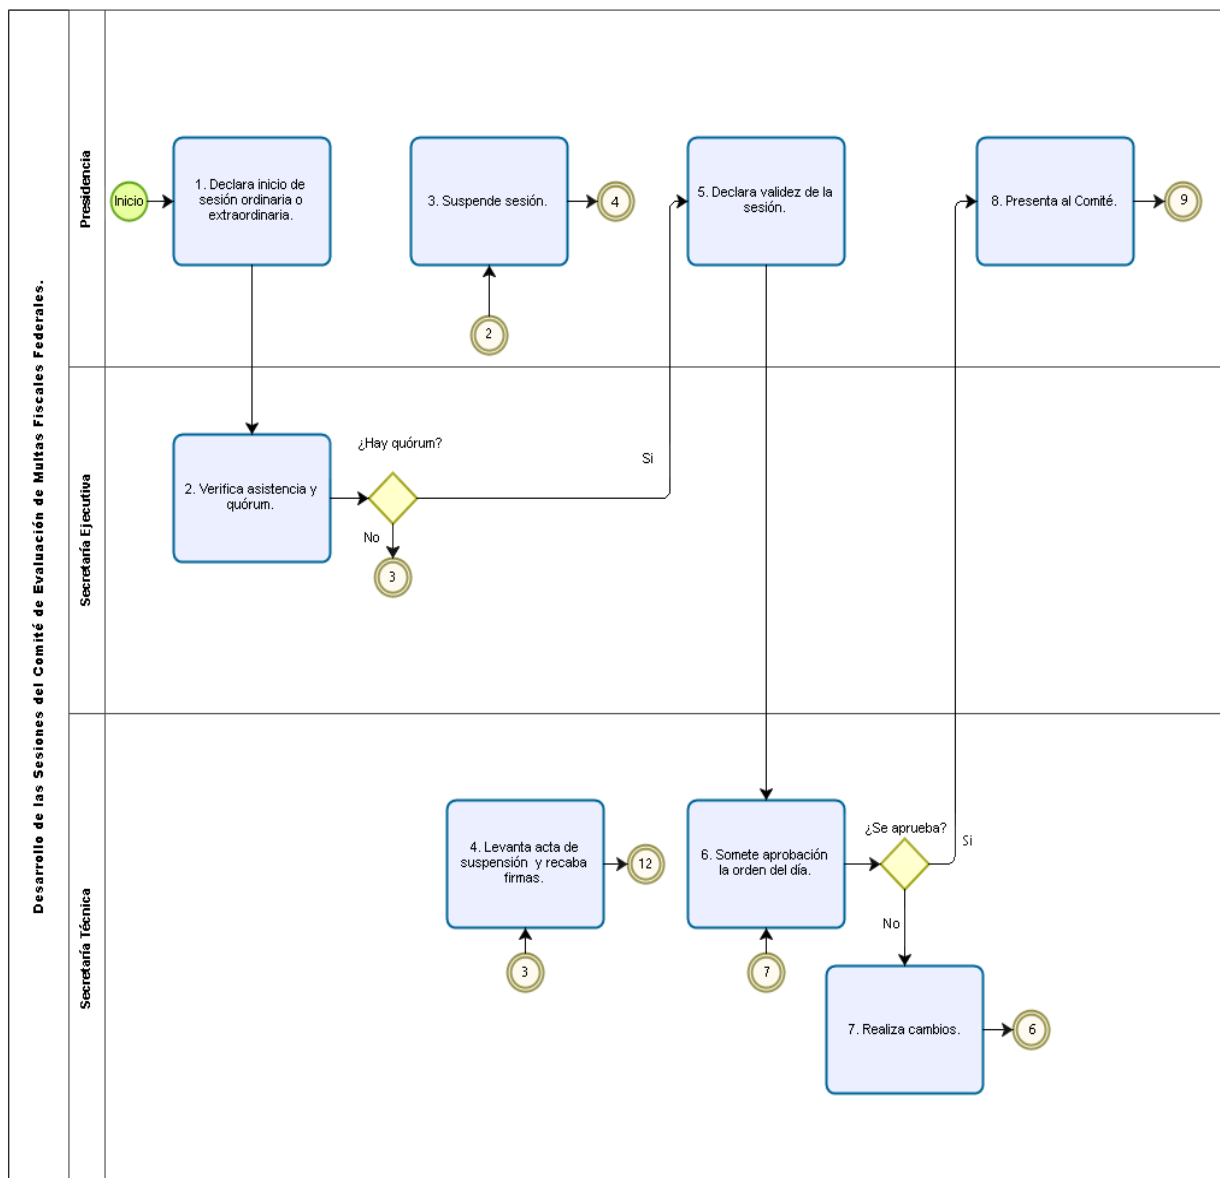 Desarrollo de las Sesiones del Comité de Evaluación de Multas Fiscales Federales.
Presidencia
Inicio
1. Declara inicio de
sesión ordinaria o
extraordinaria.
3. Suspende sesión.
4
2
5. Declara validez de la
sesión.
8. Presenta al Comité.
9
Secretaría Ejecutiva
2. Verifica asistencia y
quórum.
¿Hay quórum?
Si
No
3
Secretaría Técnica
4. Levanta acta de
suspensión y recaba
firmas.
12
3
6. Somete aprobación
la orden del día.
7
¿Se aprueba?
Si
No
7. Realiza cambios.
6